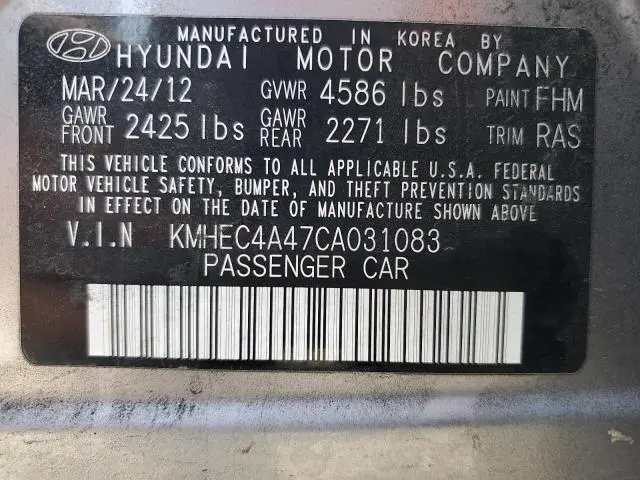 MANUFACTURED IN KOREA BY
HYUNDAI MOTOR COMPANY
MAR/24/12 GVWR 4586 lbs PAINT FHM
GAWR FRONT 2425 lbs GAWR REAR 2271 lbs TRIM RAS
THIS VEHICLE CONFORMS TO ALL APPLICABLE U.S.A. FEDERAL
MOTOR VEHICLE SAFETY, BUMPER, AND THEFT PREVENTION STANDARDS
IN EFFECT ON THE DATE OF MANUFACTURE SHOWN ABOVE
V.I.N KMHEC4A47CA031083
PASSENGER CAR